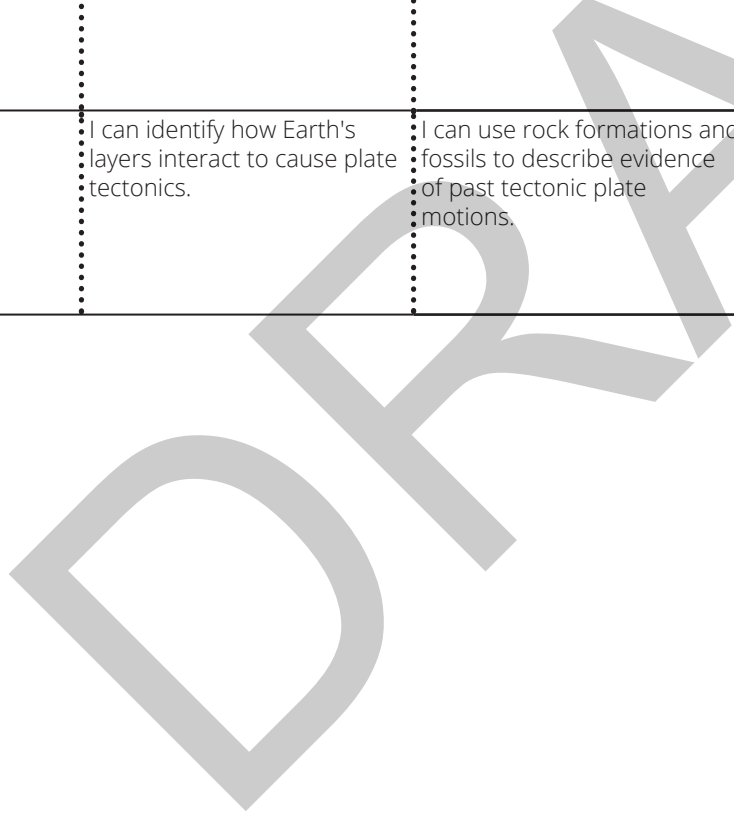 I can identify how Earth's
layers interact to cause plate
tectonics.
I can use rock formations and
fossils to describe evidence
of past tectonic plate
motions.
DRA